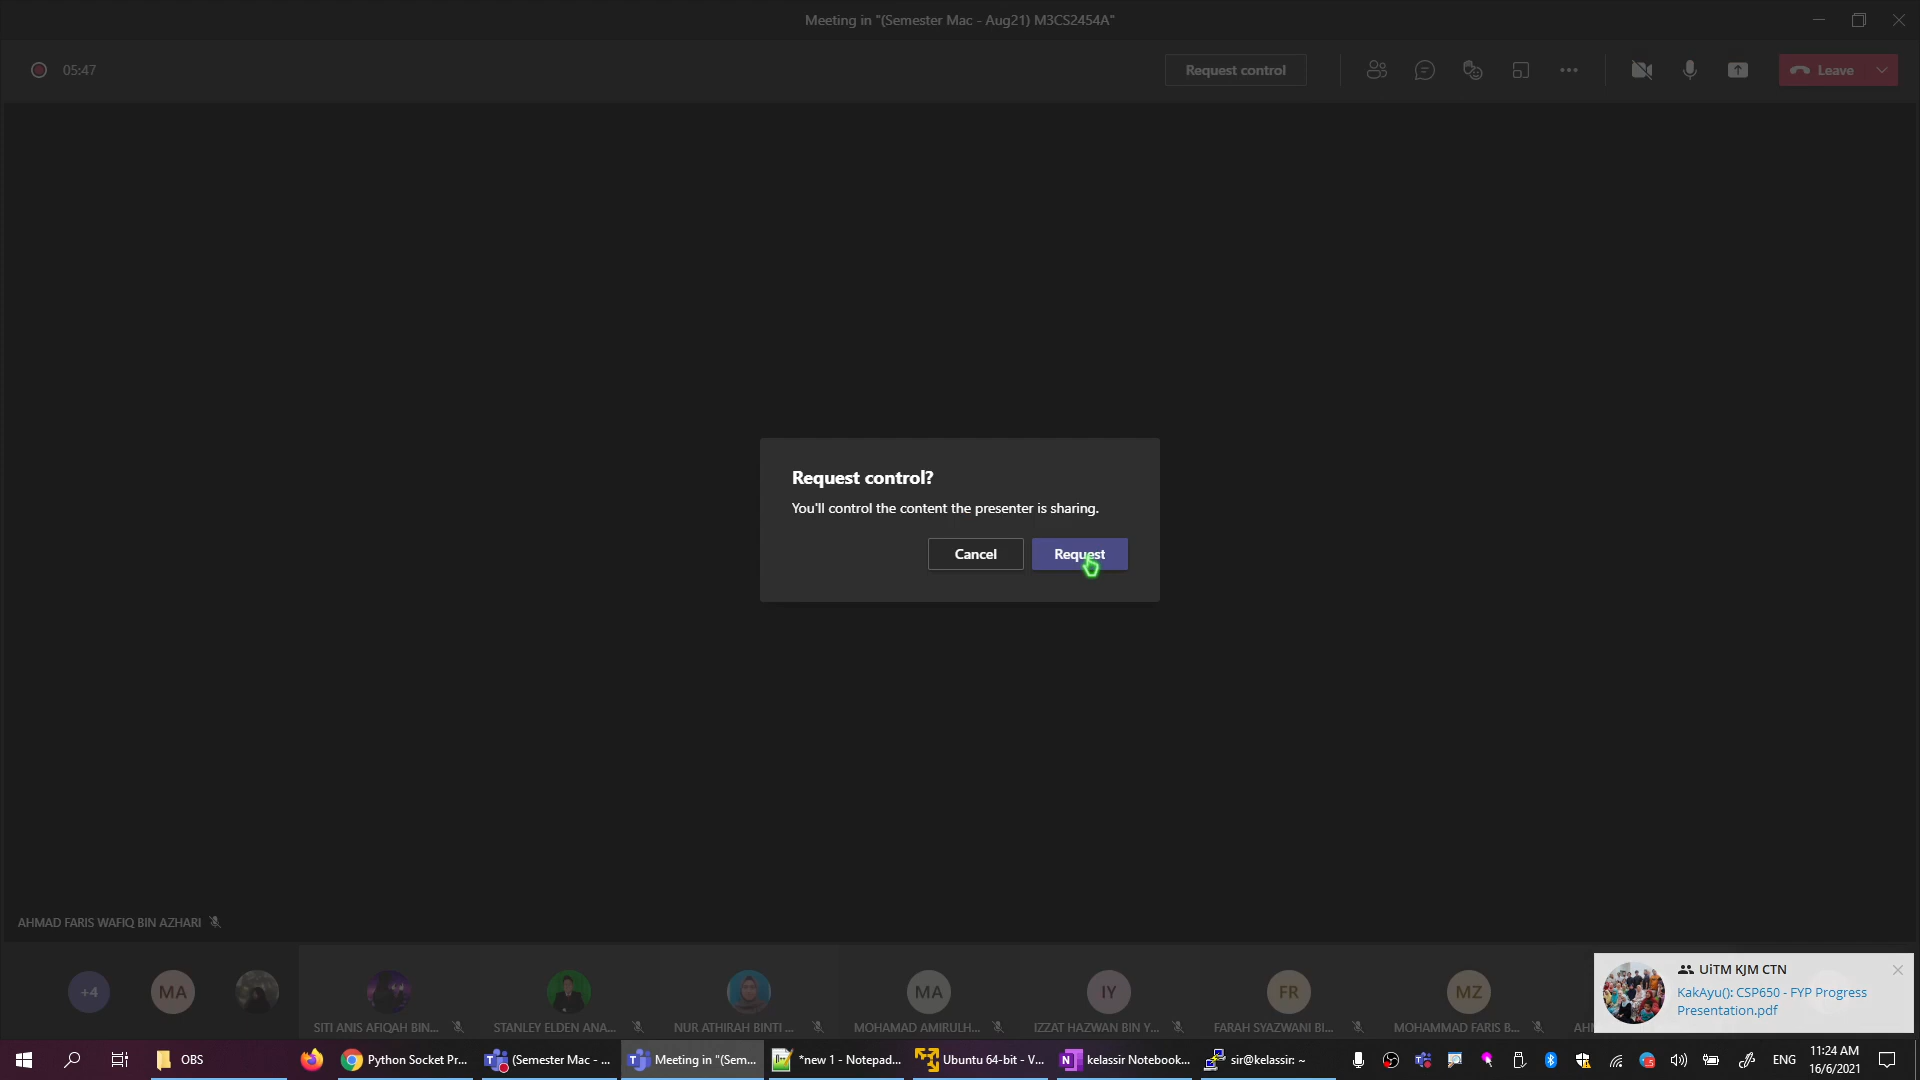 Meeting in "(Semester Mac - Aug21) M3CS2454A"
05:47
Request control
Leave
Request control?
You'll control the content the presenter is sharing.
Cancel
Request
AHMAD FARIS WAFIQ BIN AZHARI
+4
MA
MA
IY
FR
MZ
SITI ANIS AFIQAH BIN...
STANLEY ELDEN ANA...
NUR ATHIRAH BINTI ...
MOHAMAD AMIRULH...
IZZAT HAZWAN BIN Y...
FARAH SYAZWANI BI...
MOHAMMAD FARIS B...
UiTM KJM CTN
KakAyu(): CSP650 - FYP Progress
Presentation.pdf
OBS
Python Socket Pr...
(Semester Mac - ...
Meeting in "(Sem...
*new 1 - Notepad...
Ubuntu 64-bit - V...
kelassir Notebook...
sir@kelassir: ~
ENG
11:24 AM
16/6/2021